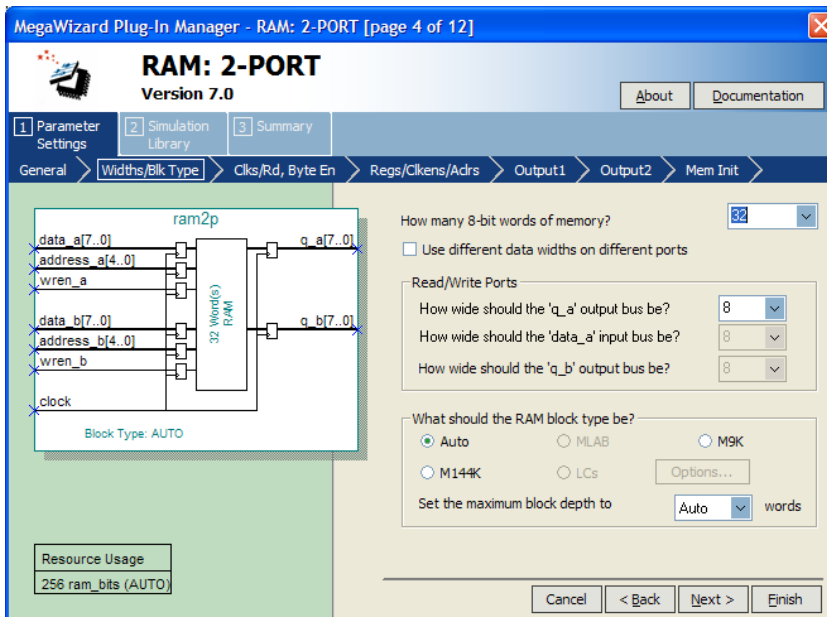 MegaWizard Plug-In Manager - RAM: 2-PORT [page 4 of 12]
RAM: 2-PORT
Version 7.0
About
Documentation
1 Parameter Settings
2 Simulation Library
3 Summary
General
Widths/Blk Type
Clks/Rd, Byte En
Regs/Clkens/Adrs
Output1
Output2
Mem Init
ram2p
data_a[7..0]
address_a[4..0]
wren_a
data_b[7..0]
address_b[4..0]
wren_b
clock
32 Word(s)
RAM
q_a[7..0]
q_b[7..0]
Block Type: AUTO
Resource Usage
256 ram_bits (AUTO)
How many 8-bit words of memory? 32
Use different data widths on different ports
Read/Write Ports
How wide should the 'q_a' output bus be? 8
How wide should the 'data_a' input bus be? 8
How wide should the 'q_b' output bus be? 8
What should the RAM block type be?
Auto MLAB M9K
M144K LCs Options...
Set the maximum block depth to Auto words
Cancel < Back Next > Finish